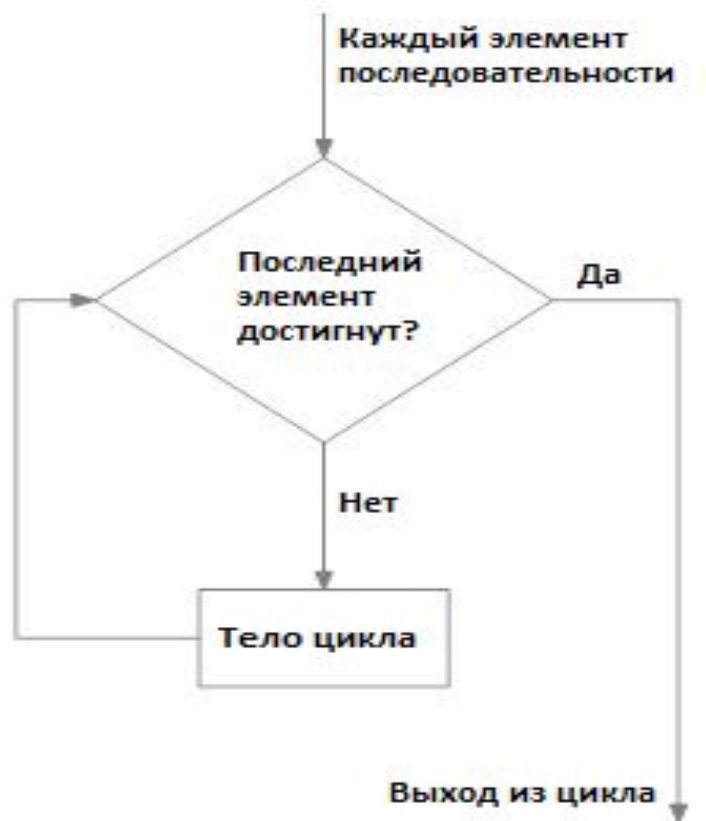 Каждый элемент
последовательности
Последний
элемент
достигнут?
Да
Нет
Тело цикла
Выход из цикла